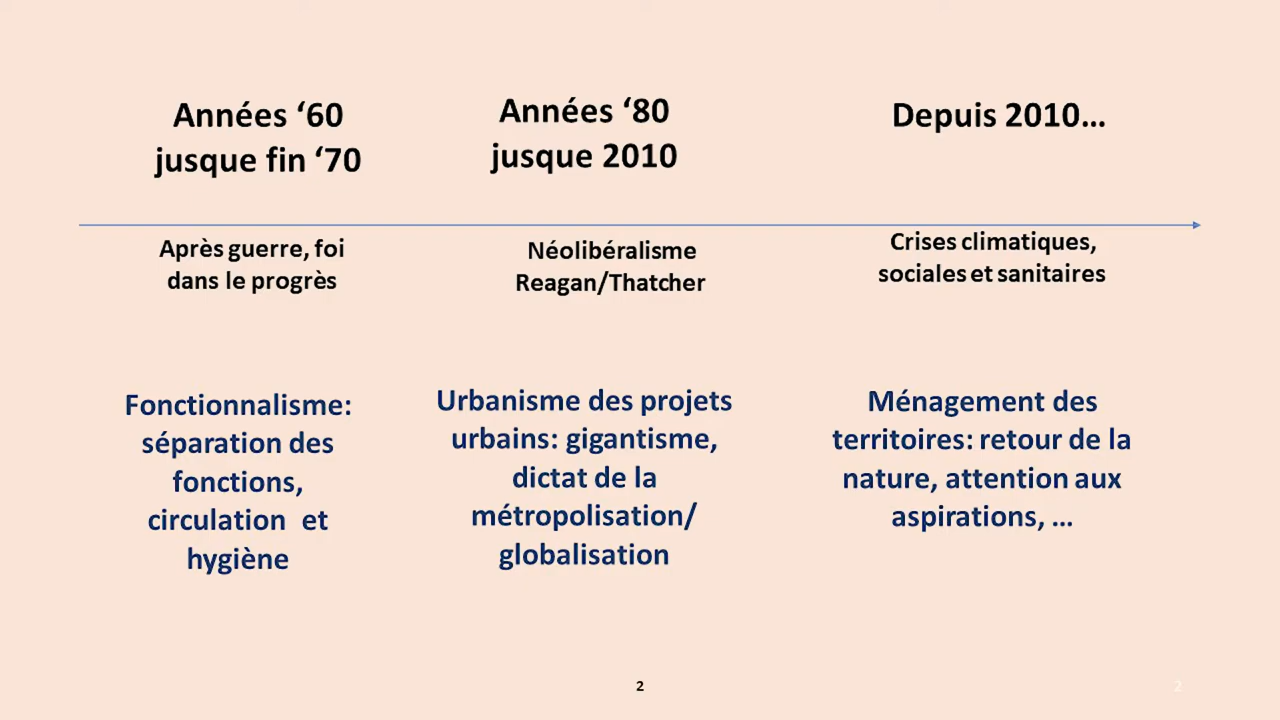 Années ‘60
jusque fin ‘70
Années ‘80
jusque 2010
Depuis 2010…
Après guerre, foi
dans le progrès
Néolibéralisme
Reagan/Thatcher
Crises climatiques,
sociales et sanitaires
Fonctionnalisme:
séparation des
fonctions,
circulation et
hygiène
Urbanisme des projets
urbains: gigantisme,
dictat de la
métropolisation/
globalisation
Ménagement des
territoires: retour de la
nature, attention aux
aspirations, …
2
2